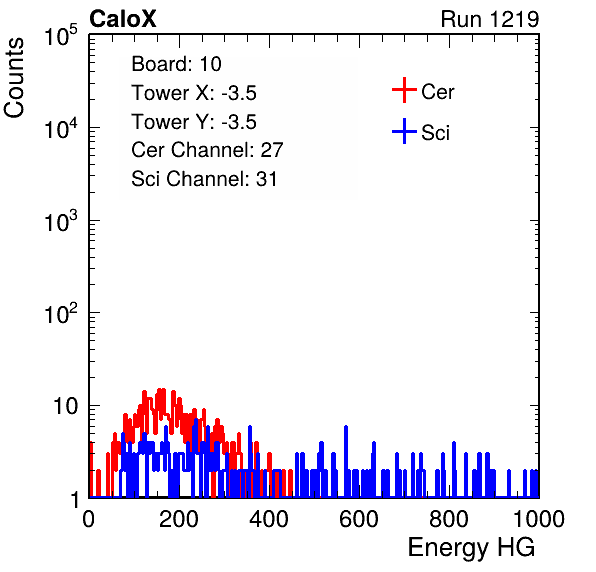 CaloX Run 1219
10^5
Board: 10
Tower X: -3.5
Tower Y: -3.5
Cer Channel: 27
Sci Channel: 31
Cer
Sci
Counts
10^4
10^3
10^2
10
1
0 200 400 600 800 1000
Energy HG